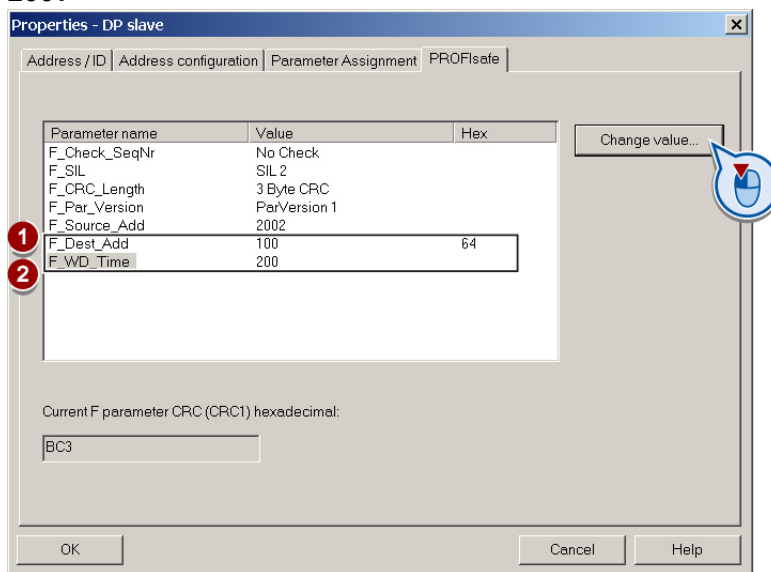 Properties - DP slave
Address / ID Address configuration Parameter Assignment PROFIsafe
Parameter name Value Hex
Change value...
F_Check_SeqNr No Check
F_SIL SIL 2
F_CRC_Length 3 Byte CRC
F_Par_Version ParVersion 1
F_Source_Add 2002
1 F_Dest_Add 100 64
2 F_WD_Time 200
Current F parameter CRC (CRC1) hexadecimal:
BC3
OK Cancel Help